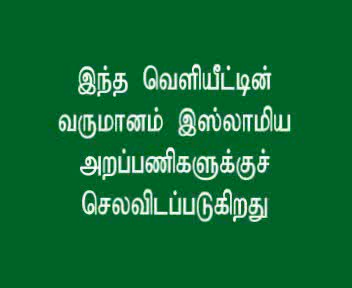 இந்த வெளியீட்டின்
வருமானம் இஸ்லாமிய
அறப்பணிகளுக்குச்
செலவிடப்படுகிறது